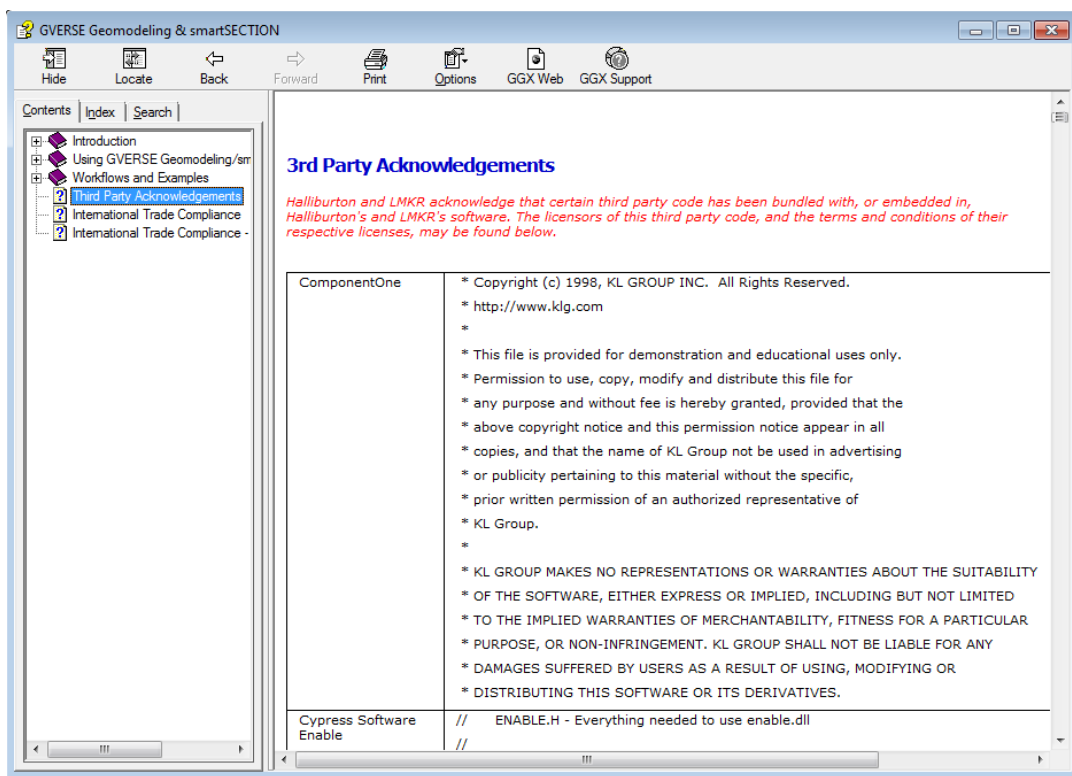 GVERSE Geomodeling & smartSECTION
Hide Locate Back Forward Print Options GGX Web GGX Support
Contents Index Search
Introduction
Using GVERSE Geomodeling/sm
Workflows and Examples
Third Party Acknowledgements
International Trade Compliance
International Trade Compliance -
3rd Party Acknowledgements
Halliburton and LMKR acknowledge that certain third party code has been bundled with, or embedded in,
Halliburton's and LMKR's software. The licensors of this third party code, and the terms and conditions of their
respective licenses, may be found below.
ComponentOne
* Copyright (c) 1998, KL GROUP INC. All Rights Reserved.
* http://www.klg.com
*
* This file is provided for demonstration and educational uses only.
* Permission to use, copy, modify and distribute this file for
* any purpose and without fee is hereby granted, provided that the
* above copyright notice and this permission notice appear in all
* copies, and that the name of KL Group not be used in advertising
* or publicity pertaining to this material without the specific,
* prior written permission of an authorized representative of
* KL Group.
*
* KL GROUP MAKES NO REPRESENTATIONS OR WARRANTIES ABOUT THE SUITABILITY
* OF THE SOFTWARE, EITHER EXPRESS OR IMPLIED, INCLUDING BUT NOT LIMITED
* TO THE IMPLIED WARRANTIES OF MERCHANTABILITY, FITNESS FOR A PARTICULAR
* PURPOSE, OR NON-INFRINGEMENT. KL GROUP SHALL NOT BE LIABLE FOR ANY
* DAMAGES SUFFERED BY USERS AS A RESULT OF USING, MODIFYING OR
* DISTRIBUTING THIS SOFTWARE OR ITS DERIVATIVES.
Cypress Software
Enable
// ENABLE.H - Everything needed to use enable.dll
//